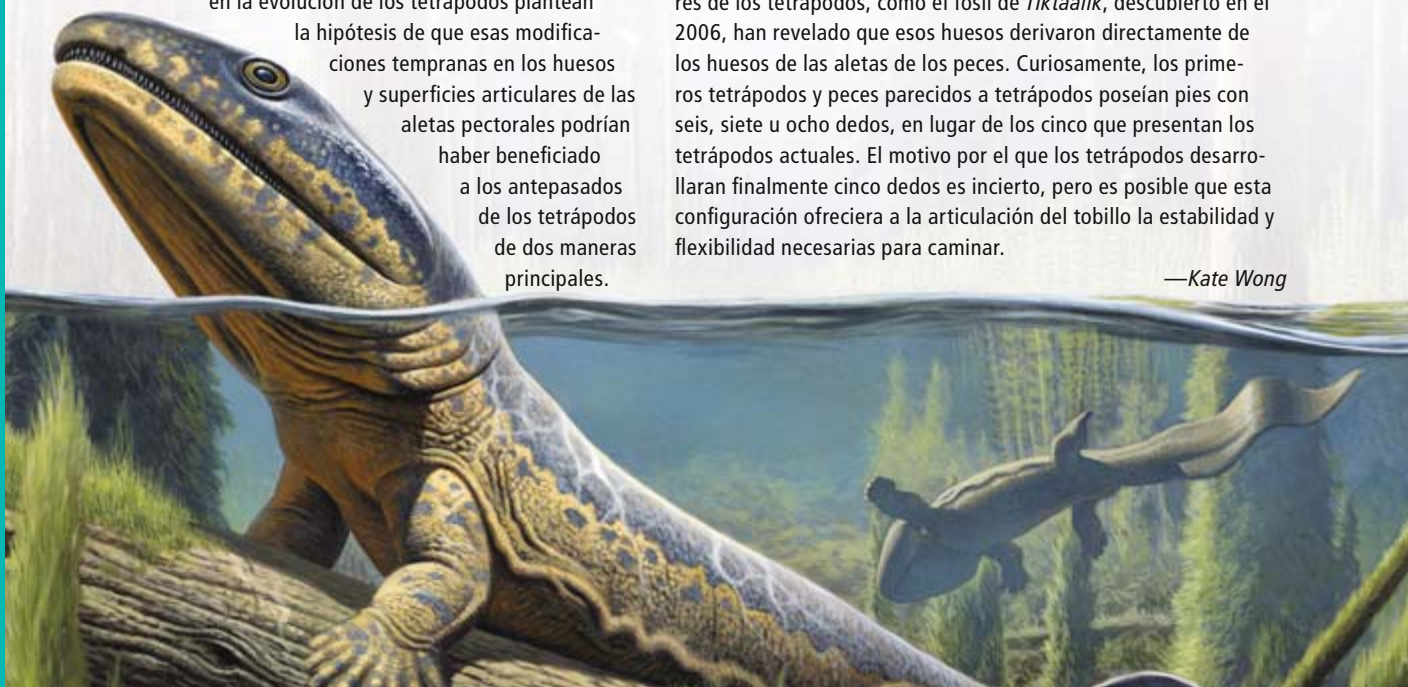 en la evolución de los tetrápodos plantean
la hipótesis de que esas modifica-
ciones tempranas en los huesos
y superficies articulares de las
aletas pectorales podrían
haber beneficiado
a los antepasados
de los tetrápodos
de dos maneras
principales.
res de los tetrápodos, como el fósil de Tiktaalik, descubierto en el
2006, han revelado que esos huesos derivaron directamente de
los huesos de las aletas de los peces. Curiosamente, los prime-
ros tetrápodos y peces parecidos a tetrápodos poseían pies con
seis, siete u ocho dedos, en lugar de los cinco que presentan los
tetrápodos actuales. El motivo por el que los tetrápodos desarro-
llaran finalmente cinco dedos es incierto, pero es posible que esta
configuración ofreciera a la articulación del tobillo la estabilidad y
flexibilidad necesarias para caminar.
—Kate Wong